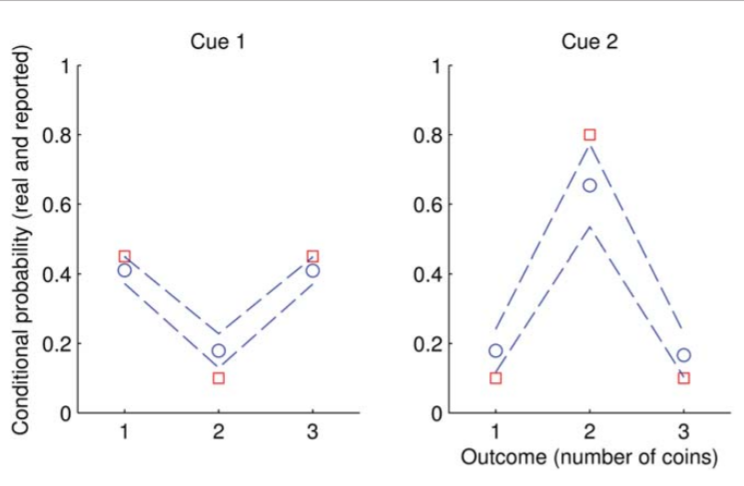 Cue 1
Conditional probability (real and reported)
1
0.8
0.6
0.4
0.2
0
1 2 3
Cue 2
1
0.8
0.6
0.4
0.2
0
1 2 3
Outcome (number of coins)